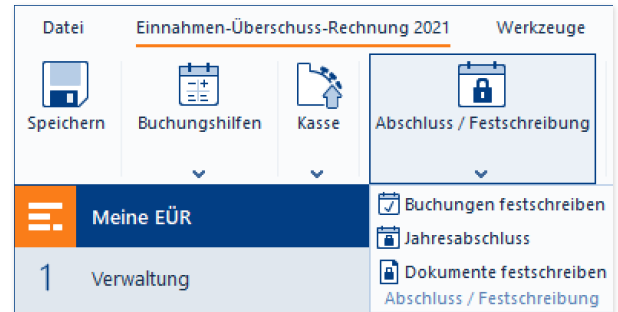 Datei Einnahmen-Überschuss-Rechnung 2021 Werkzeuge
Speichern Buchungshilfen Kasse Abschluss / Festschreibung
Meine EÜR
1 Verwaltung
Buchungen festschreiben
Jahresabschluss
Dokumente festschreiben
Abschluss / Festschreibung